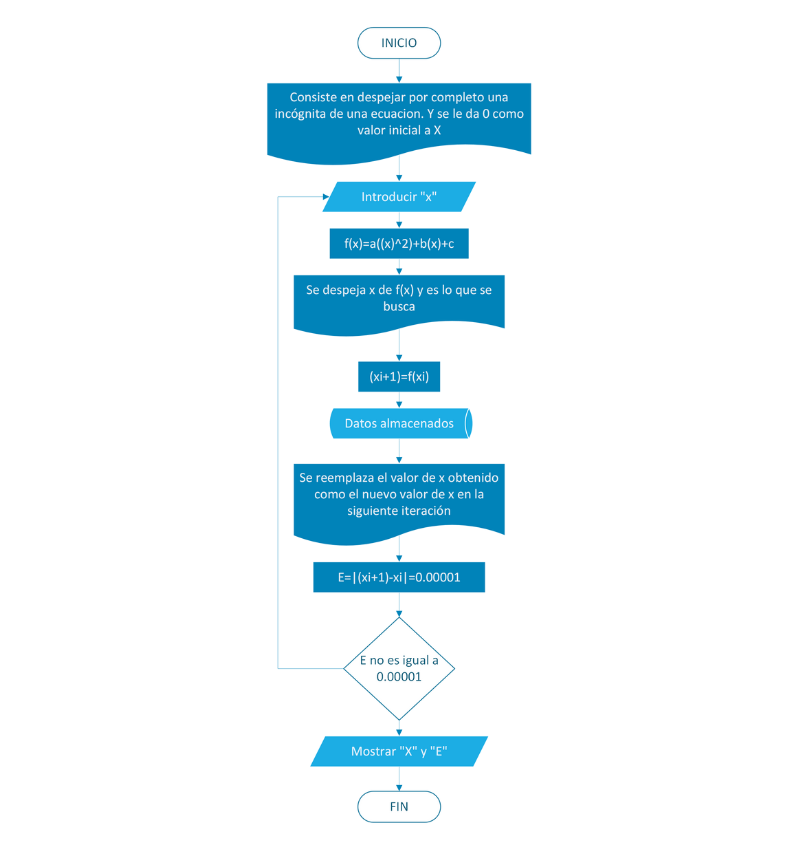 INICIO
Consiste en despejar por completo una
incógnita de una ecuacion. Y se le da 0 como
valor inicial a X
Introducir "x"
f(x)=a((x)^2)+b(x)+c
Se despeja x de f(x) y es lo que se
busca
(xi+1)=f(xi)
Datos almacenados
Se reemplaza el valor de x obtenido
como el nuevo valor de x en la
siguiente iteración
E=|(xi+1)-xi|=0.00001
E no es igual a
0.00001
Mostrar "X" y "E"
FIN